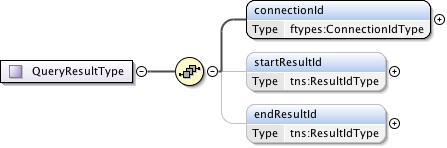 connectionId
Type ftypes:ConnectionIdType
QueryResultType
startResultId
Type tns:ResultIdType
endResultId
Type tns:ResultIdType